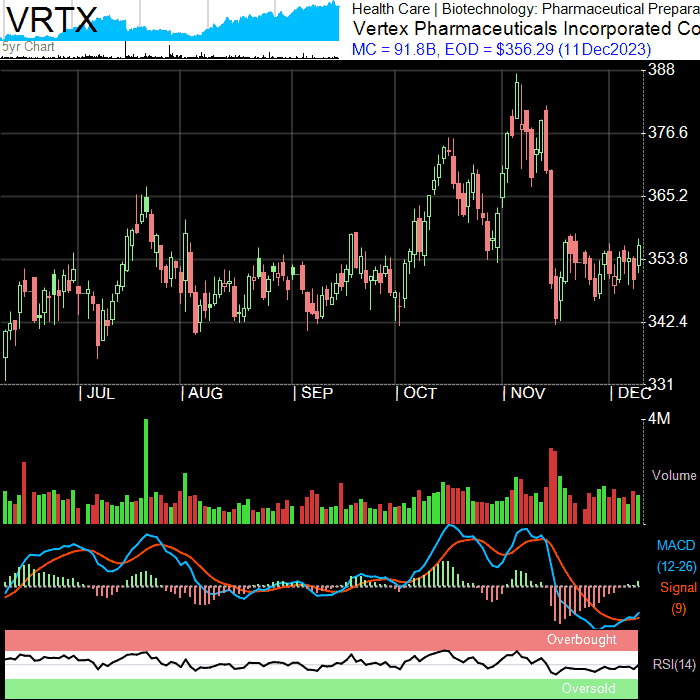 VRTX
5yr Chart
Health Care | Biotechnology: Pharmaceutical Prepara
Vertex Pharmaceuticals Incorporated Co
MC = 91.8B, EOD = $356.29 (11Dec2023)
388
376.6
365.2
353.8
342.4
331
| JUL | AUG | SEP | OCT | NOV | DEC
4M
Volume
MACD
(12-26)
Signal
(9)
Overbought
RSI(14)
Oversold